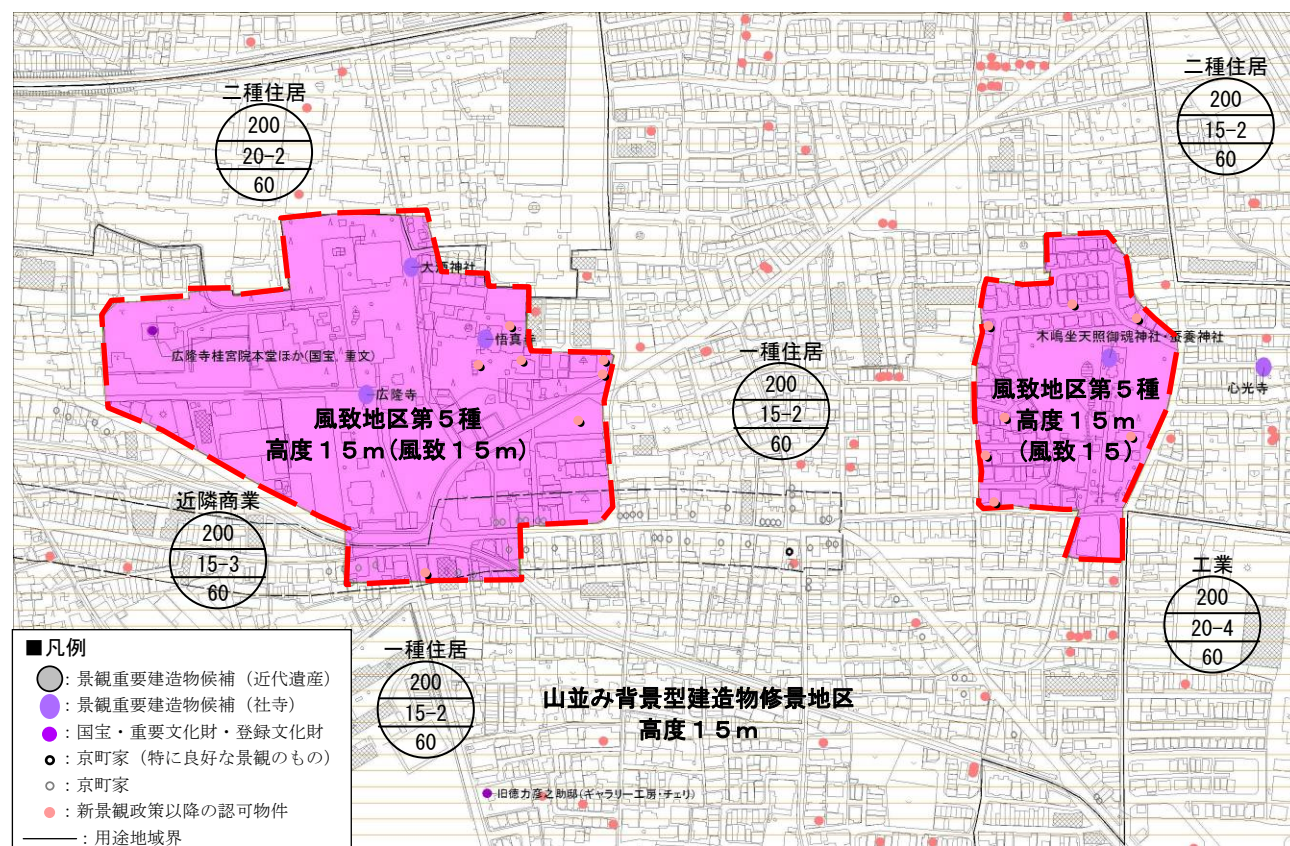 二種住居
200
20-2
60
二種住居
200
15-2
60
大酒神社
悟真寺
広隆寺桂宮院本堂ほか(国宝、重文)
広隆寺
風致地区第5種
高度15m(風致15m)
一種住居
200
15-2
60
木嶋坐天照御魂神社・蚕養神社
心光寺
風致地区第5種
高度15m
(風致15)
近隣商業
200
15-3
60
工業
200
20-4
60
一種住居
200
15-2
60
山並み背景型建造物修景地区
高度15m
旧徳力彦之助邸(ギャラリー工房・チェリ)
■凡例
：景観重要建造物候補（近代遺産）
：景観重要建造物候補（社寺）
：国宝・重要文化財・登録文化財
：京町家（特に良好な景観のもの）
：京町家
：新景観政策以降の認可物件
：用途地域界